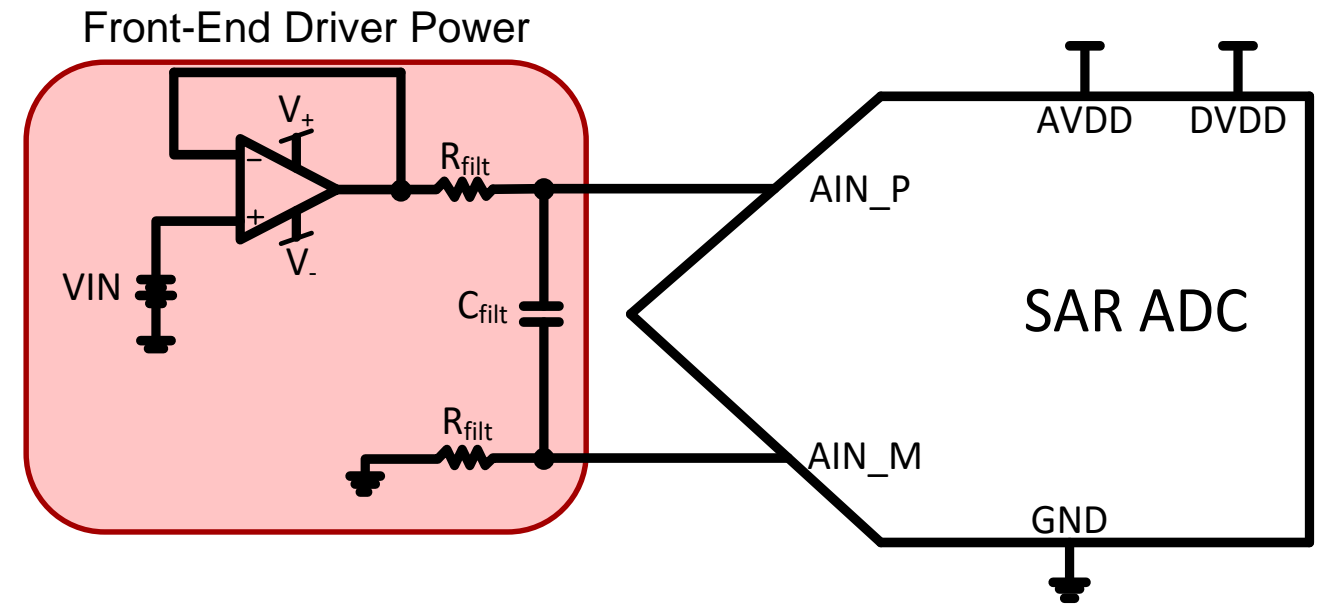 Front-End Driver Power
V+
−
+
V-
VIN
Rfilt
Cfilt
Rfilt
AVDD DVDD
AIN_P
SAR ADC
AIN_M
GND